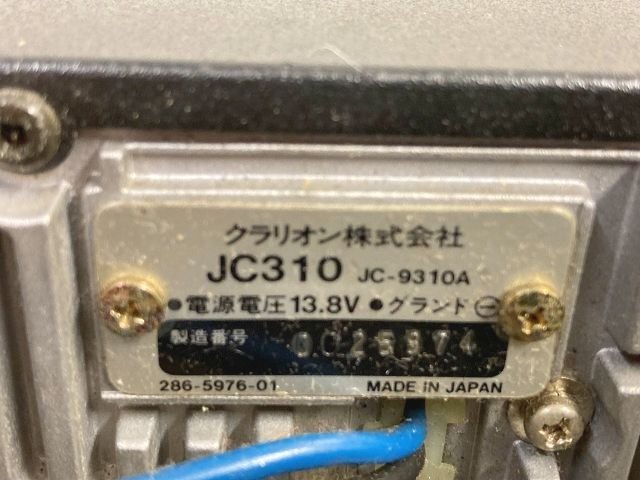 クラリオン株式会社
JC310 JC-9310A
●電源電圧13.8V ●グランド⊖
製造番号
286-5976-01 MADE IN JAPAN